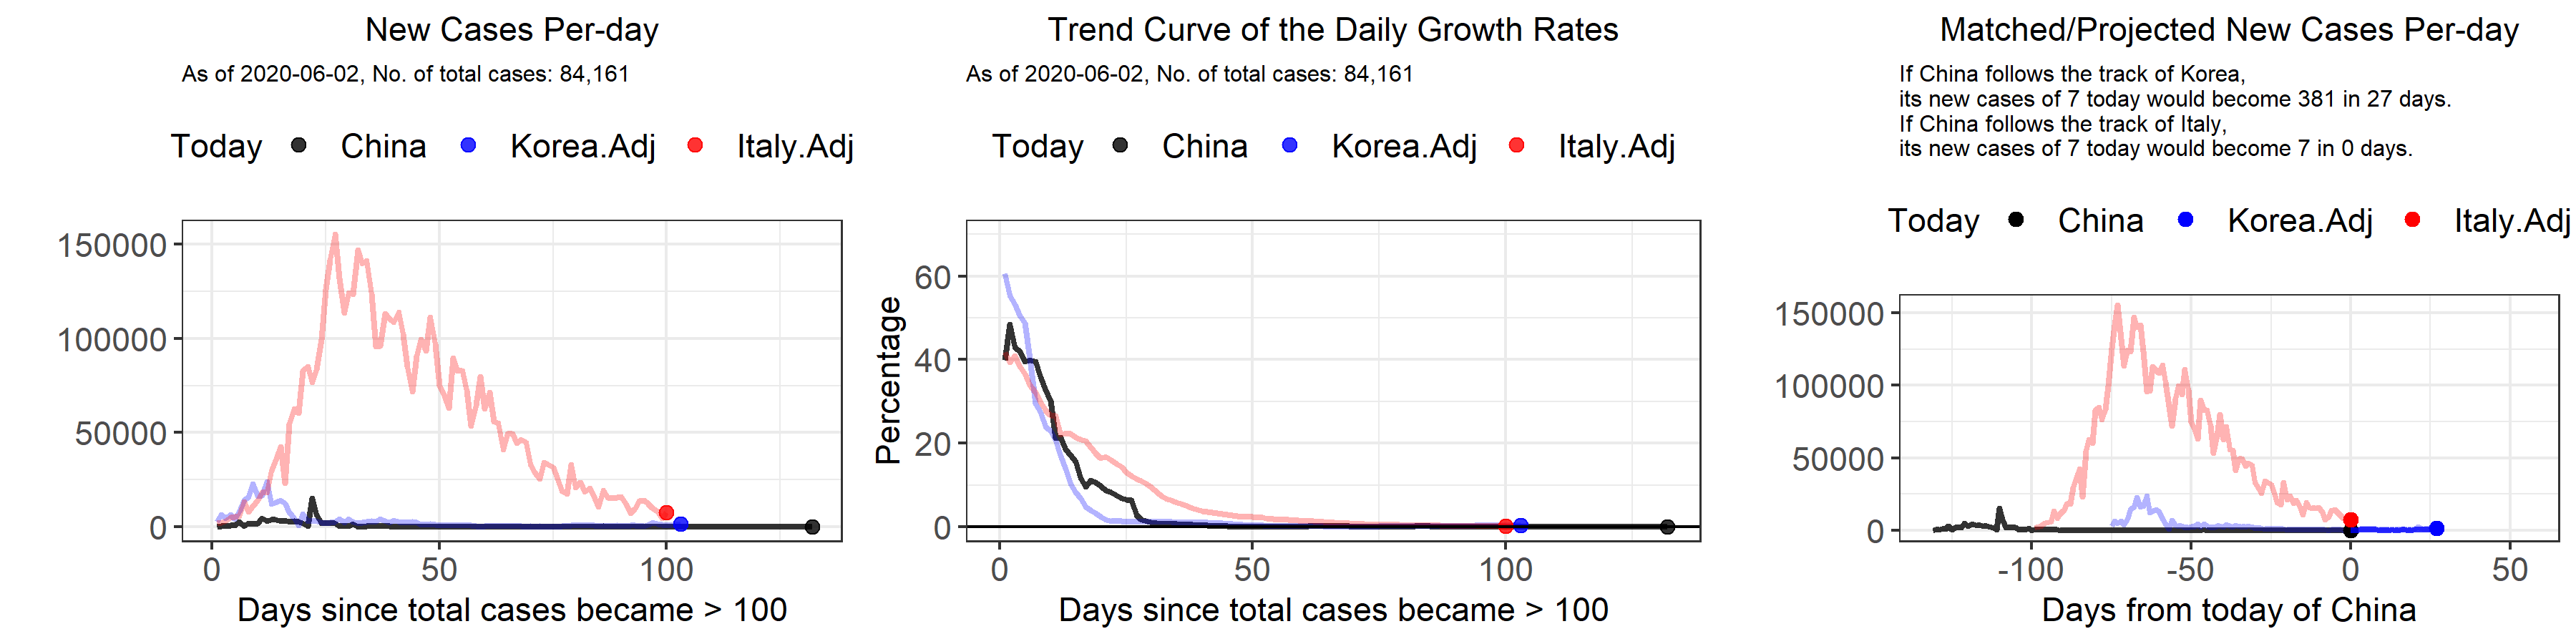 New Cases Per-day
As of 2020-06-02, No. of total cases: 84,161
Today China Korea.Adj Italy.Adj
150000
100000
50000
0
0 50 100
Days since total cases became > 100
Trend Curve of the Daily Growth Rates
As of 2020-06-02, No. of total cases: 84,161
Today China Korea.Adj Italy.Adj
Percentage
60
40
20
0
0 50 100
Days since total cases became > 100
Matched/Projected New Cases Per-day
If China follows the track of Korea,
its new cases of 7 today would become 381 in 27 days.
If China follows the track of Italy,
its new cases of 7 today would become 7 in 0 days.
Today China Korea.Adj Italy.Adj
150000
100000
50000
0
-100 -50 0 50
Days from today of China